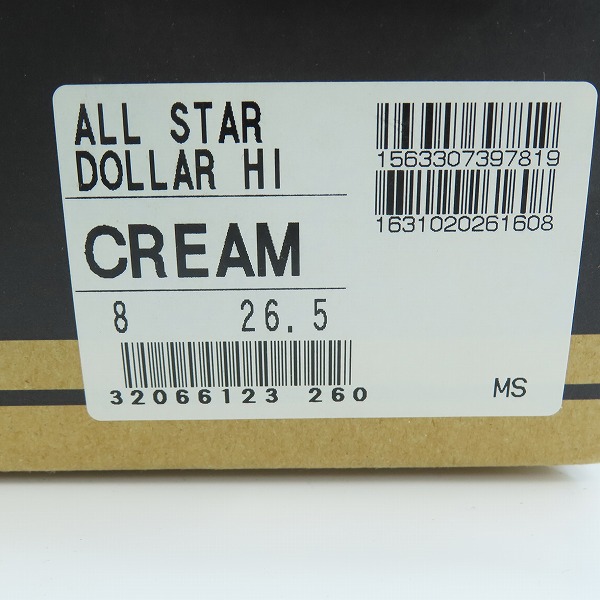 ALL STAR
DOLLAR HI
CREAM
8 26.5
32066123 260
1563307397819
1631020261608
MS